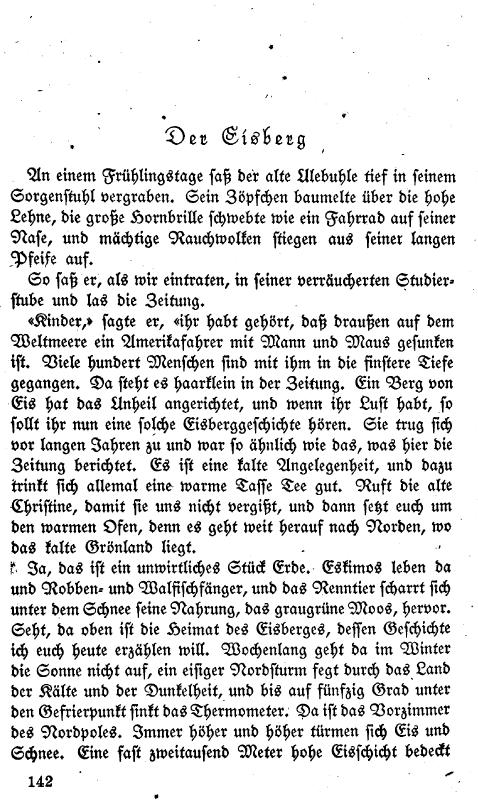 Der Eisberg
An einem Frühlingstage saß der alte Ulebuhle tief in seinem
Sorgenstuhl vergraben. Sein Zöpfchen baumelte über die hohe
Lehne, die große Hornbrille schwebte wie ein Fahrrad auf seiner
Nase, und mächtige Rauchwolken stiegen aus seiner langen
Pfeife auf.
So saß er, als wir eintraten, in seiner verräucherten Studier-
stube und las die Zeitung.
«Kinder,» sagte er, «ihr habt gehört, daß draußen auf dem
Weltmeere ein Amerikafahrer mit Mann und Maus gesunken
ist. Viele hundert Menschen sind mit ihm in die finstere Tiefe
gegangen. Da steht es haarklein in der Zeitung. Ein Berg von
Eis hat das Unheil angerichtet, und wenn ihr Lust habt, so
sollt ihr nun eine solche Eisberggeschichte hören. Sie trug sich
vor langen Jahren zu und war so ähnlich wie das, was hier die
Zeitung berichtet. Es ist eine kalte Angelegenheit, und dazu
trinkt sich allemal eine warme Tasse Tee gut. Ruft die alte
Christine, damit sie uns nicht vergißt, und dann setzt euch um
den warmen Ofen, denn es geht weit herauf nach Norden, wo
das kalte Grönland liegt.
Ja, das ist ein unwirtliches Stück Erde. Eskimos leben da
und Robben- und Walfischfänger, und das Renntier scharrt sich
unter dem Schnee seine Nahrung, das graugrüne Moos, hervor.
Seht, da oben ist die Heimat des Eisberges, dessen Geschichte
ich euch heute erzählen will. Wochenlang geht da im Winter
die Sonne nicht auf, ein eisiger Nordsturm fegt durch das Land
der Kälte und der Dunkelheit, und bis auf fünfzig Grad unter
den Gefrierpunkt sinkt das Thermometer. Da ist das Vorzimmer
des Nordpoles. Immer höher und höher türmen sich Eis und
Schnee. Eine fast zweitausend Meter hohe Eisschicht bedeckt
142